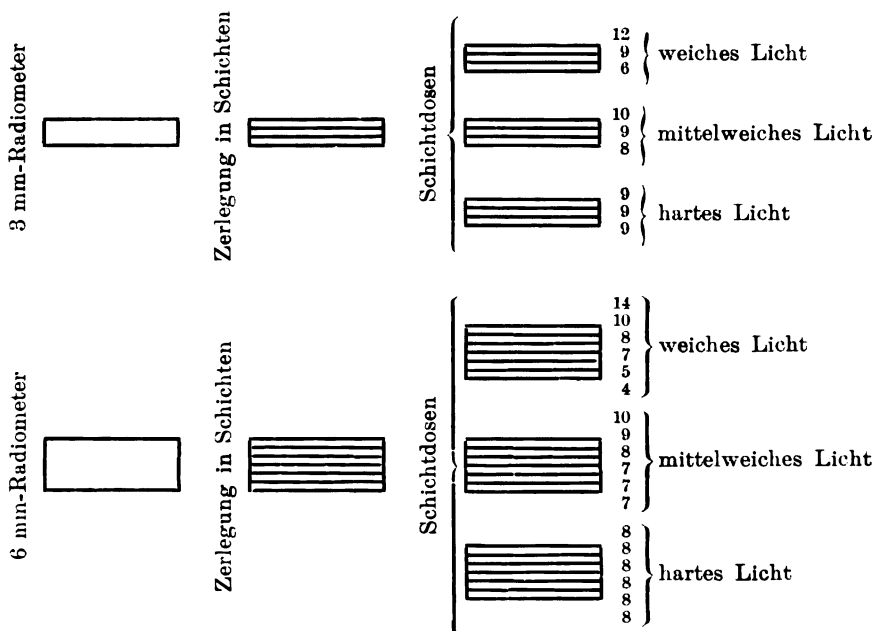 3 mm-Radiometer
Zerlegung in Schichten
Schichtdosen
12
9
6
weiches Licht
10
9
8
mittelweiches Licht
9
9
9
hartes Licht
6 mm-Radiometer
Zerlegung in Schichten
Schichtdosen
14
10
8
7
5
4
weiches Licht
10
9
8
7
7
7
mittelweiches Licht
8
8
8
8
8
8
hartes Licht